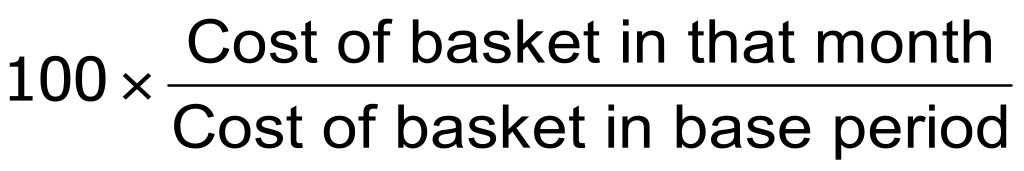 100 × Cost of basket in that month
Cost of basket in base period